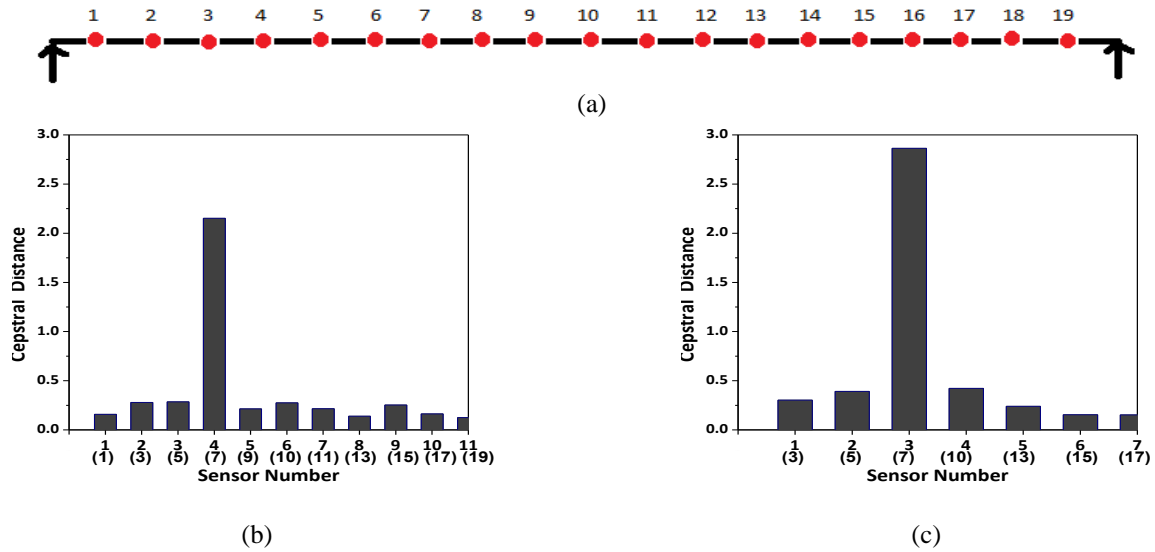 1 2 3 4 5 6 7 8 9 10 11 12 13 14 15 16 17 18 19
(a)
3.0
2.5
2.0
1.5
1.0
0.5
0.0
Cepstral Distance
1 2 3 4 5 6 7 8 9 10 11
(1) (3) (5) (7) (9) (10) (11) (13) (15) (17) (19)
Sensor Number
(b)
3.0
2.5
2.0
1.5
1.0
0.5
0.0
Cepstral Distance
1 2 3 4 5 6 7
(3) (5) (7) (10) (13) (15) (17)
Sensor Number
(c)